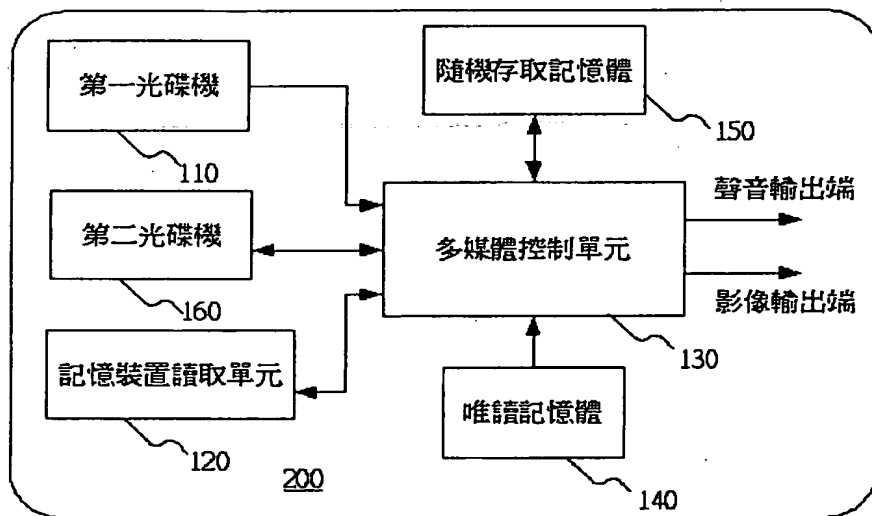 第一光碟機
110
隨機存取記憶體
150
第二光碟機
160
多媒體控制單元
130
聲音輸出端
影像輸出端
記憶裝置讀取單元
120
唯讀記憶體
140
200